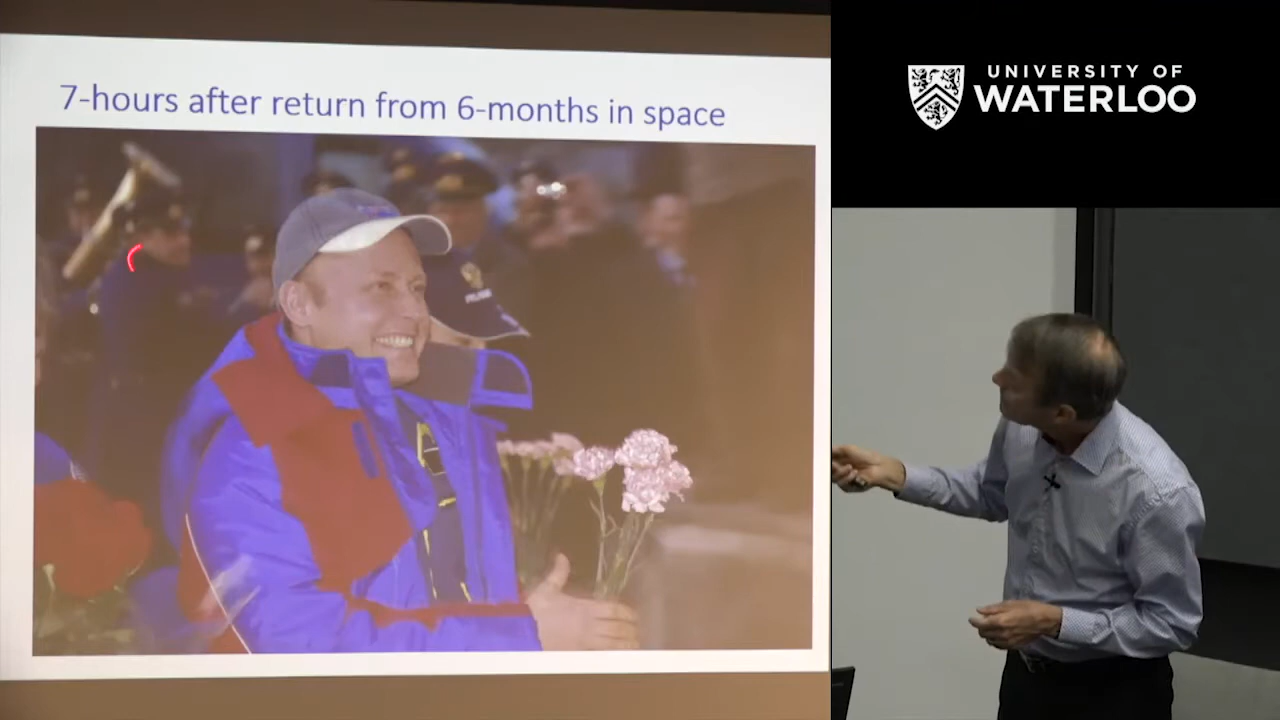 7-hours after return from 6-months in space
UNIVERSITY OF
WATERLOO